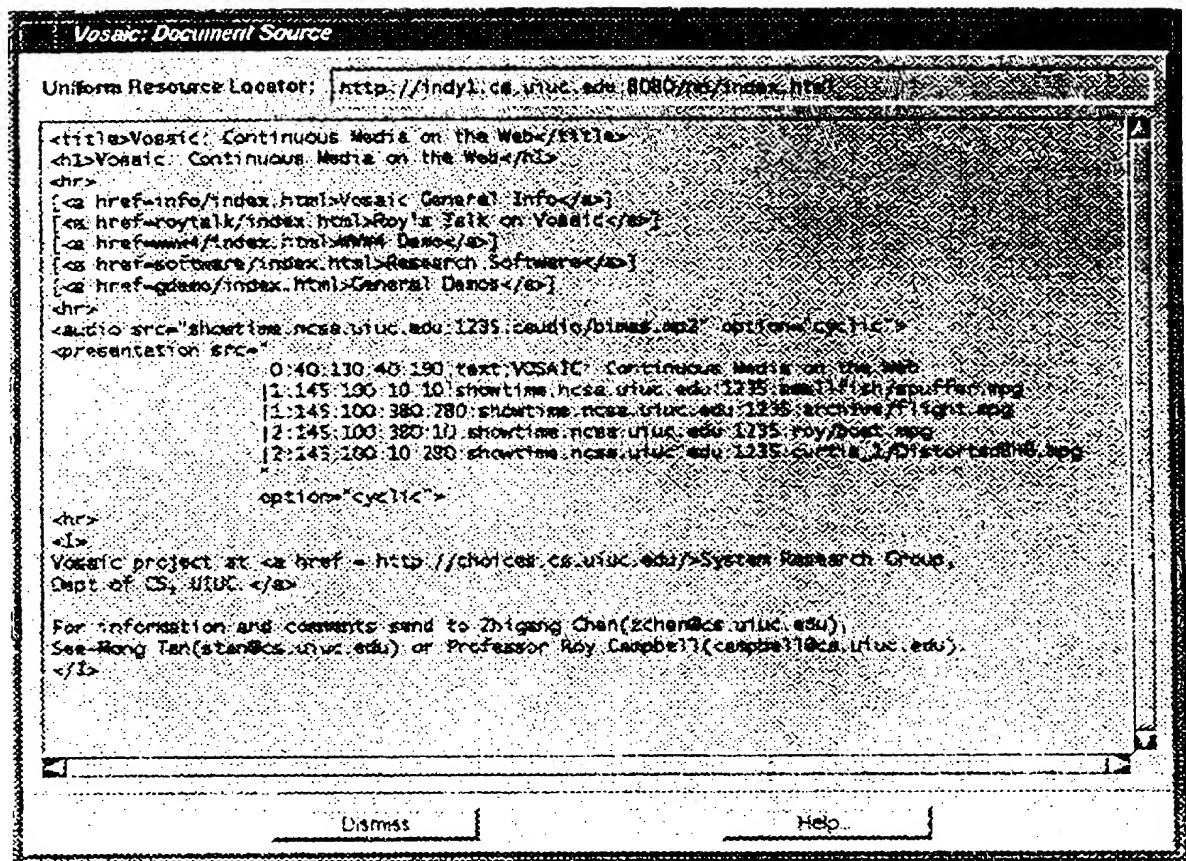 Vosaic: Document Source
Uniform Resource Locator: http://indy1.cs.uiuc.edu:8080/ index.html
<title>Vosaic: Continuous Media on the Web</title>
<h1>Vosaic: Continuous Media on the Web</h1>
<hr>
[<a href=info/index.html>Vosaic General Info</a>]
[<a href=roytalk/index.html>Roy's Talk on Vosaic</a>]
[<a href=www4/index.html>WWW4 Demo</a>]
[<a href=software/index.html>Research Software</a>]
[<a href=gdemo/index.html>General Demos</a>]
<hr>
<audio src="showtime.ncsa.uiuc.edu:1235: option="cyclic">
<presentation src="
0:40:130:40:190:text:VOSAIC: Continuous Media on the Web
|1:145:100:10:10:showtime.ncsa.uiuc.edu:1235:smallfish/spuffer.mpg
|1:145:100:380:280:showtime.ncsa.uiuc.edu:1235:archive/flight.mpg
|2:145:100:380:10:showtime.ncsa.uiuc.edu:1235:roy/boat.mpg
|2:145:100:10:280:showtime.ncsa.uiuc.edu:1235:curtis_1/
"
option="cyclic">
<hr>
<I>
Vosaic project at <a href = http://choices.cs.uiuc.edu/>System Research Group,
Dept of CS, UIUC.</a>
For information and comments send to Zhigang Chen(zchen@cs.uiuc.edu),
See-Mong Tan(stan@cs.uiuc.edu) or Professor Roy Campbell(campbell@cs.uiuc.edu).
</I>
Dismiss
Help...